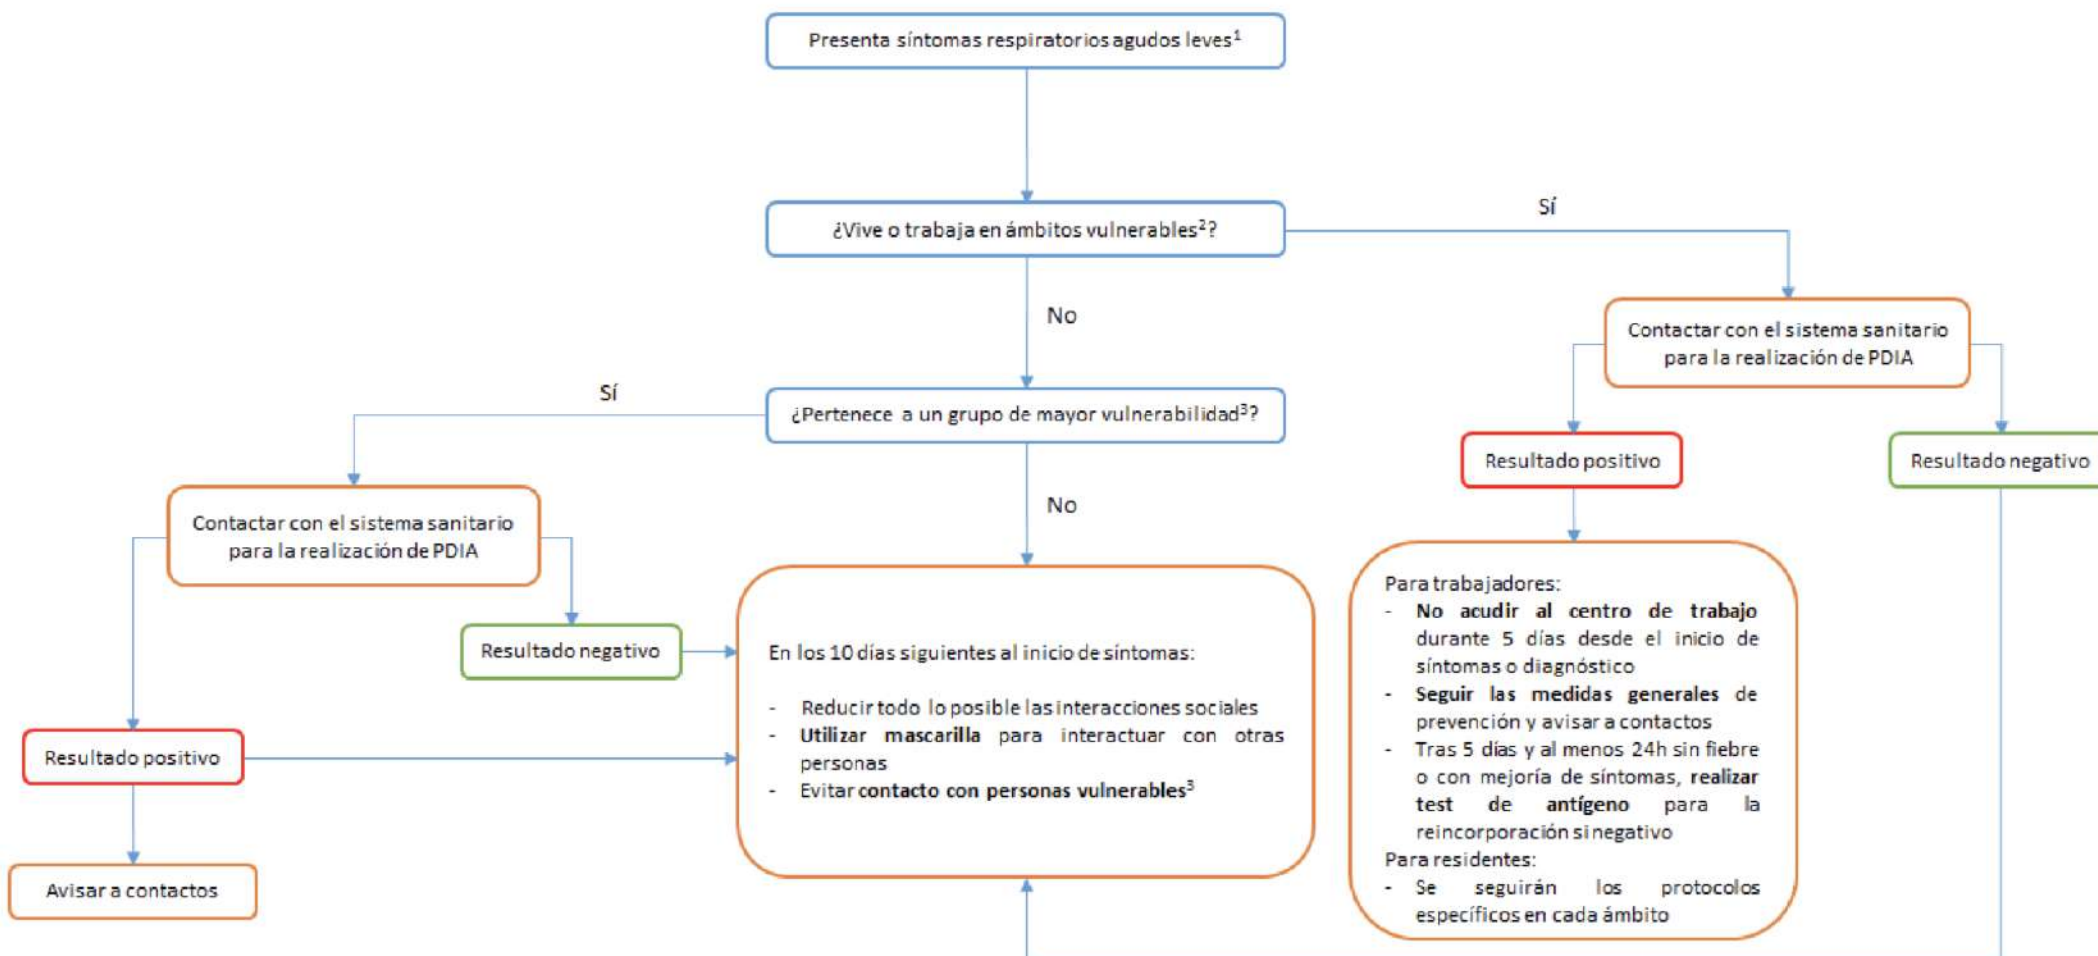 Presenta síntomas respiratorios agudos leves¹
¿Vive o trabaja en ámbitos vulnerables²?
Sí
No
Contactar con el sistema sanitario
para la realización de PDIA
Sí
¿Pertenece a un grupo de mayor vulnerabilidad³?
Resultado positivo
Resultado negativo
No
Contactar con el sistema sanitario
para la realización de PDIA
Resultado negativo
Resultado positivo
Avisar a contactos
En los 10 días siguientes al inicio de síntomas:
- Reducir todo lo posible las interacciones sociales
- Utilizar mascarilla para interactuar con otras
personas
- Evitar contacto con personas vulnerables³
Para trabajadores:
- No acudir al centro de trabajo
durante 5 días desde el inicio de
síntomas o diagnóstico
- Seguir las medidas generales de
prevención y avisar a contactos
- Tras 5 días y al menos 24h sin fiebre
o con mejoría de síntomas, realizar
test de antígeno para la
reincorporación si negativo
Para residentes:
- Se seguirán los protocolos
específicos en cada ámbito